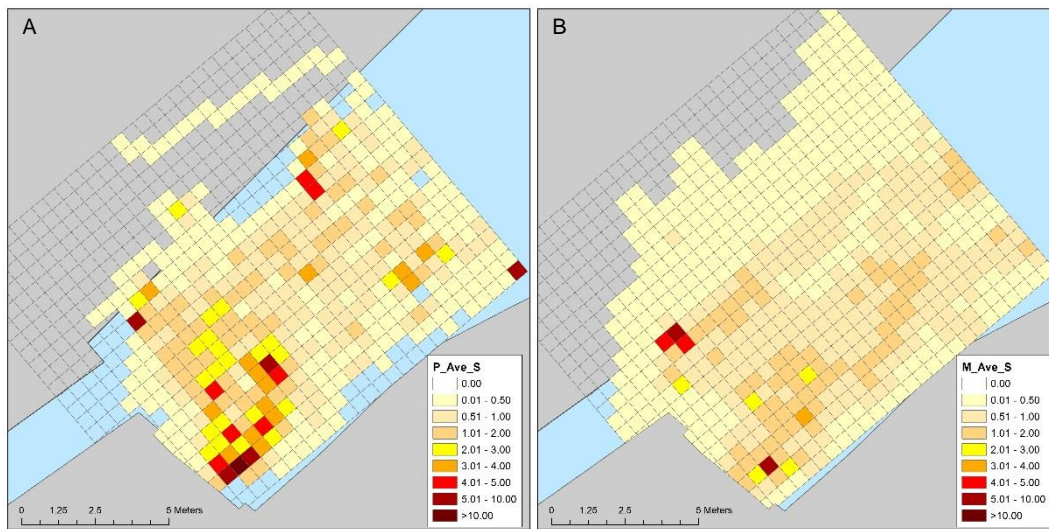 A
P_Ave_S
0.00
0.01 - 0.50
0.51 - 1.00
1.01 - 2.00
2.01 - 3.00
3.01 - 4.00
4.01 - 5.00
5.01 - 10.00
>10.00
0 1.25 2.5 5 Meters
B
M_Ave_S
0.00
0.01 - 0.50
0.51 - 1.00
1.01 - 2.00
2.01 - 3.00
3.01 - 4.00
4.01 - 5.00
5.01 - 10.00
>10.00
0 1.25 2.5 5 Meters